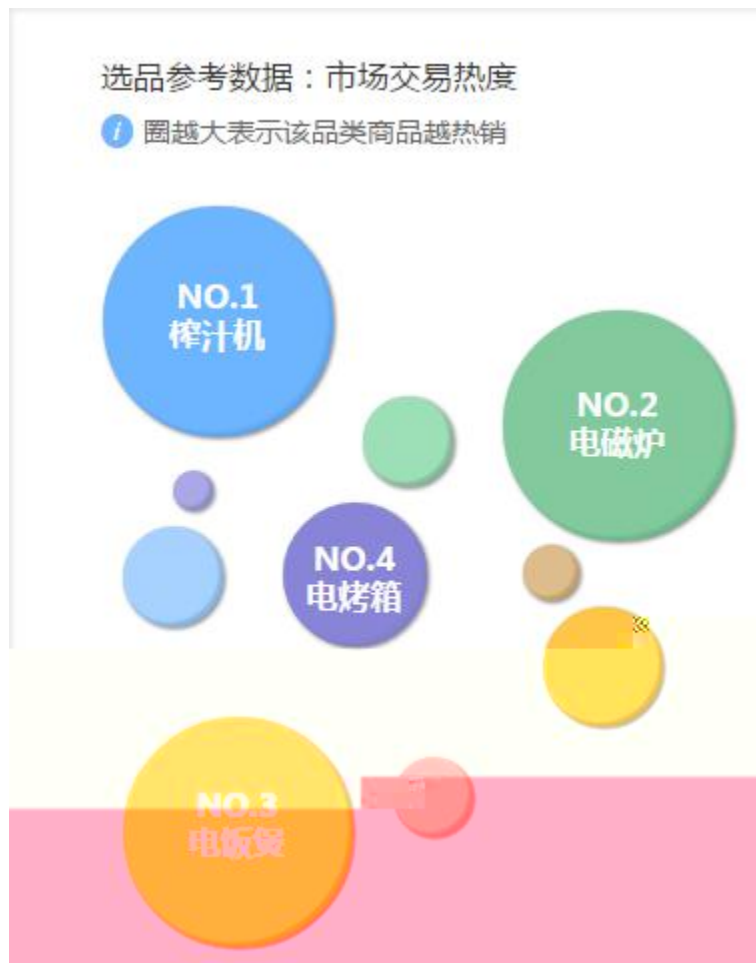 选品参考数据：市场交易热度
i 圈越大表示该品类商品越热销
NO.1
榨汁机
NO.2
电磁炉
NO.4
电烤箱
NO.3
电饭煲